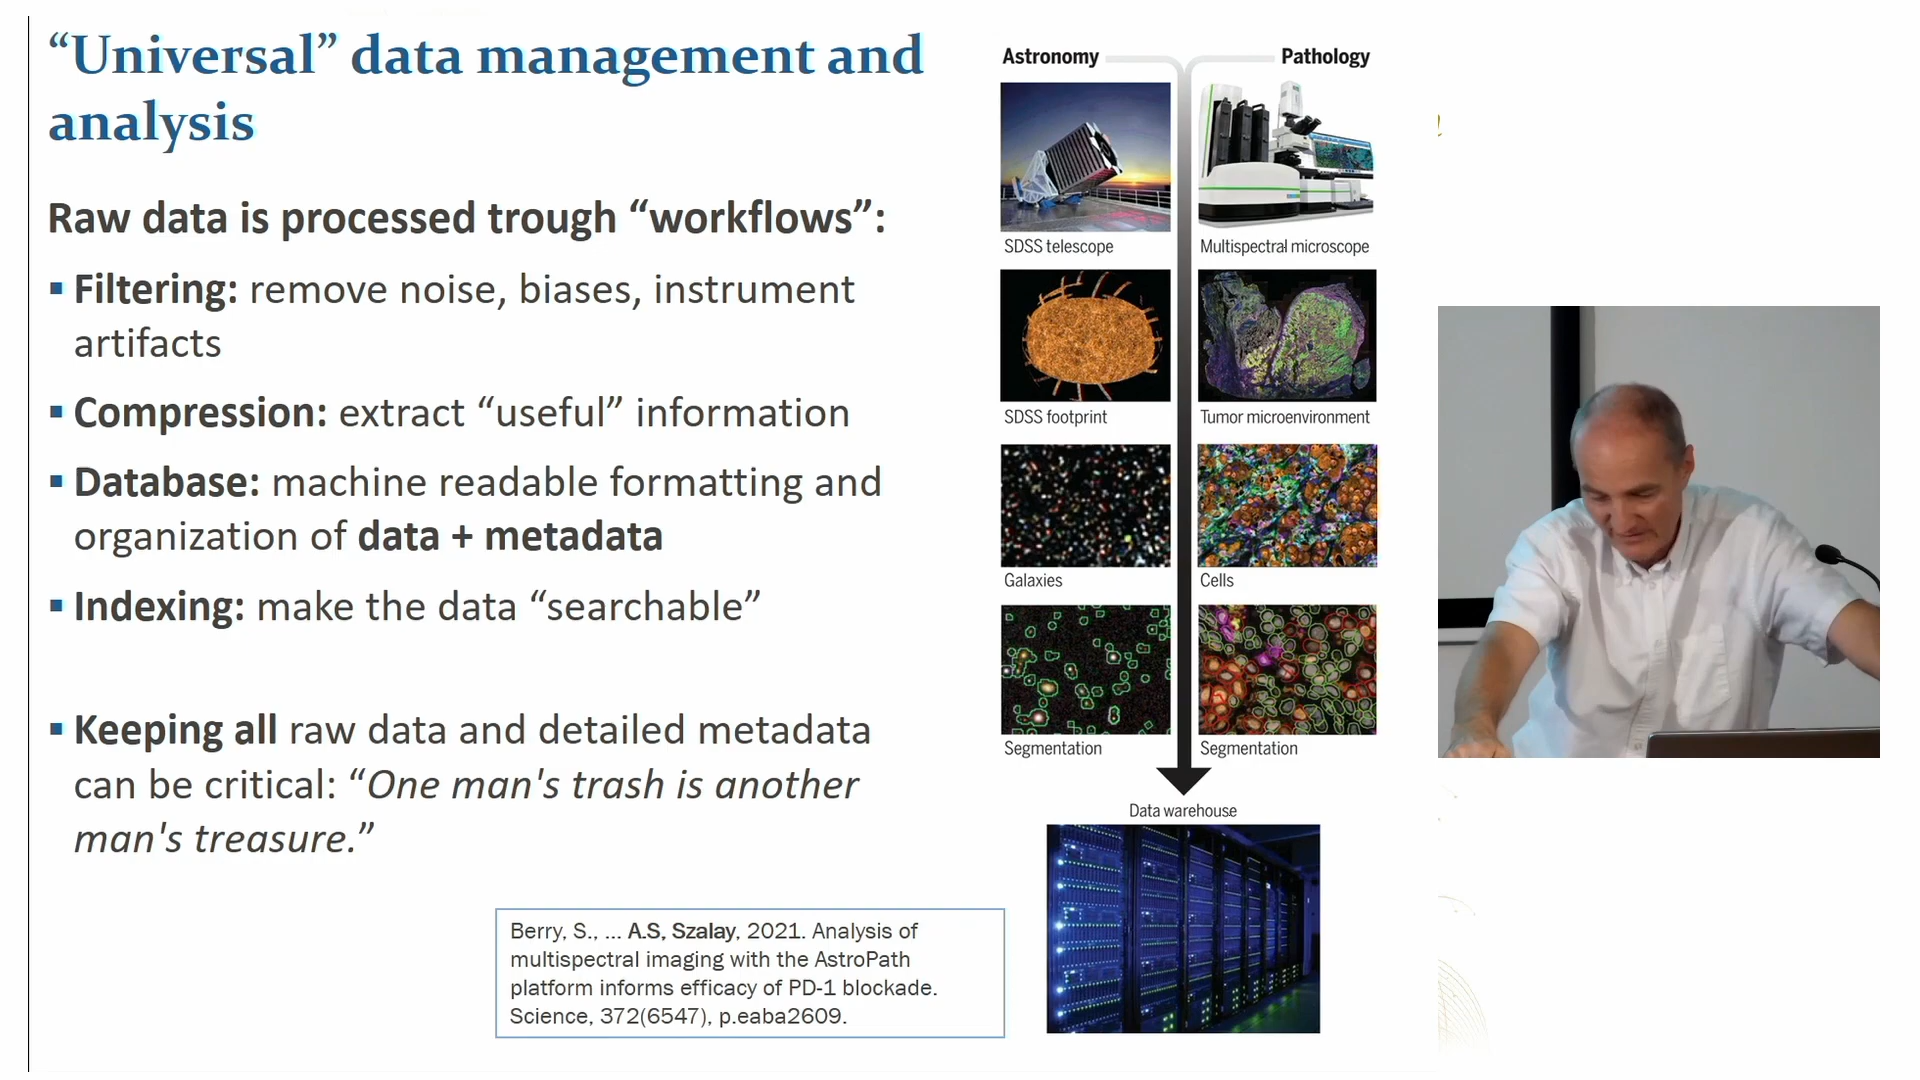 “Universal” data management and
analysis
Raw data is processed trough “workflows”:
▪ Filtering: remove noise, biases, instrument
artifacts
▪ Compression: extract “useful” information
▪ Database: machine readable formatting and
organization of data + metadata
▪ Indexing: make the data “searchable”
▪ Keeping all raw data and detailed metadata
can be critical: “One man's trash is another
man's treasure.”
Berry, S., ... A.S, Szalay, 2021. Analysis of
multispectral imaging with the AstroPath
platform informs efficacy of PD-1 blockade.
Science, 372(6547), p.eaba2609.
Astronomy Pathology
SDSS telescope Multispectral microscope
SDSS footprint Tumor microenvironment
Galaxies Cells
Segmentation Segmentation
Data warehouse